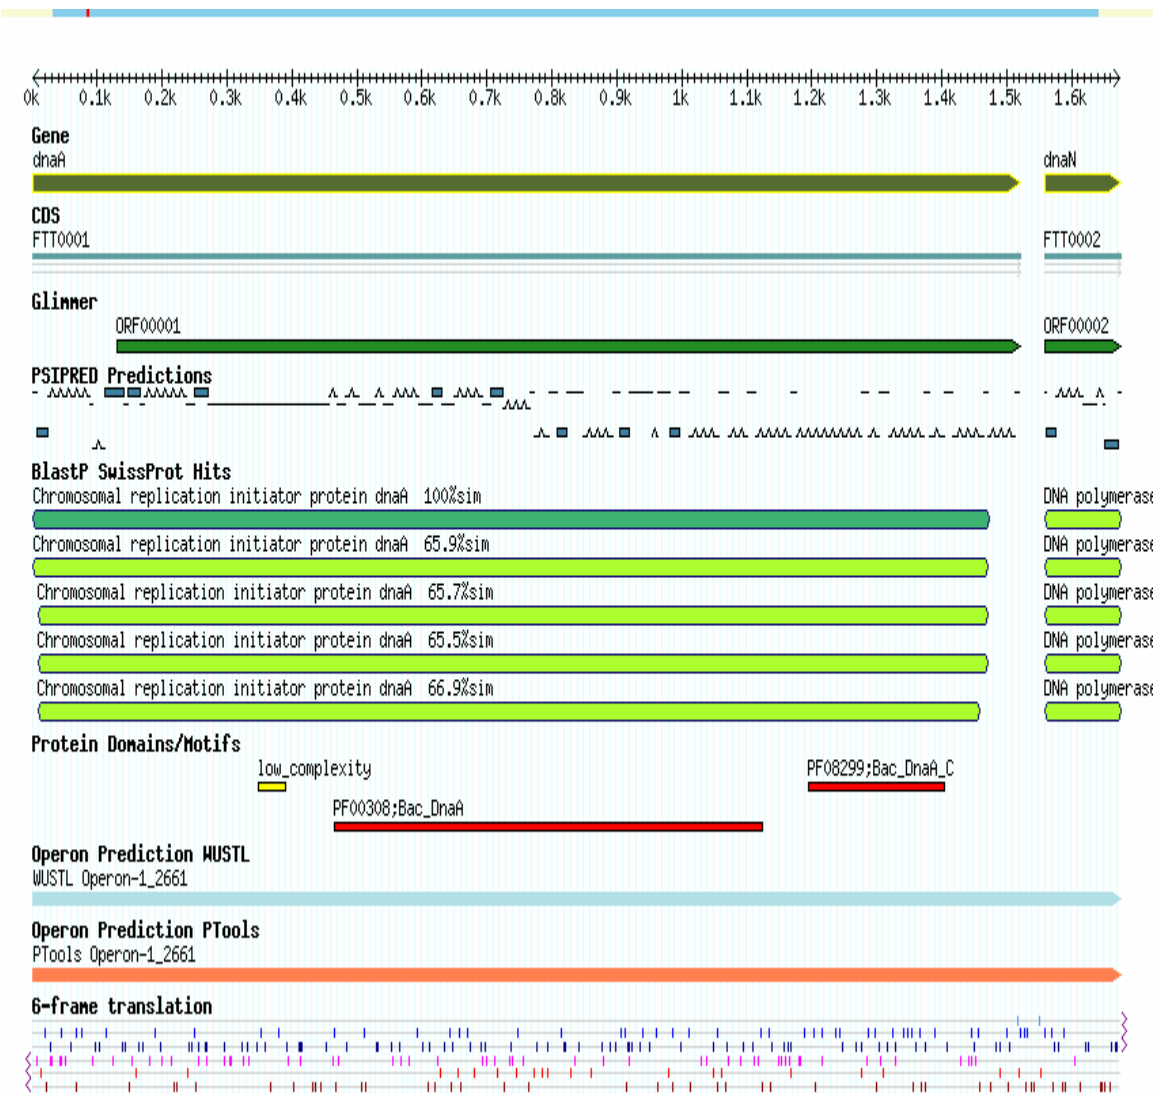 0k 0.1k 0.2k 0.3k 0.4k 0.5k 0.6k 0.7k 0.8k 0.9k 1k 1.1k 1.2k 1.3k 1.4k 1.5k 1.6k
Gene
dnaA dnaN
CDS
FTT0001 FTT0002
Glimmer
ORF00001 ORF00002
PSIPRED Predictions
BlastP SwissProt Hits
Chromosomal replication initiator protein dnaA 100%sim DNA polymerase
Chromosomal replication initiator protein dnaA 65.9%sim DNA polymerase
Chromosomal replication initiator protein dnaA 65.7%sim DNA polymerase
Chromosomal replication initiator protein dnaA 65.5%sim DNA polymerase
Chromosomal replication initiator protein dnaA 66.9%sim DNA polymerase
Protein Domains/Motifs
low_complexity PF08299;Bac_DnaA_C
PF00308;Bac_DnaA
Operon Prediction WUSTL
WUSTL Operon-1_2661
Operon Prediction PTools
PTools Operon-1_2661
6-frame translation